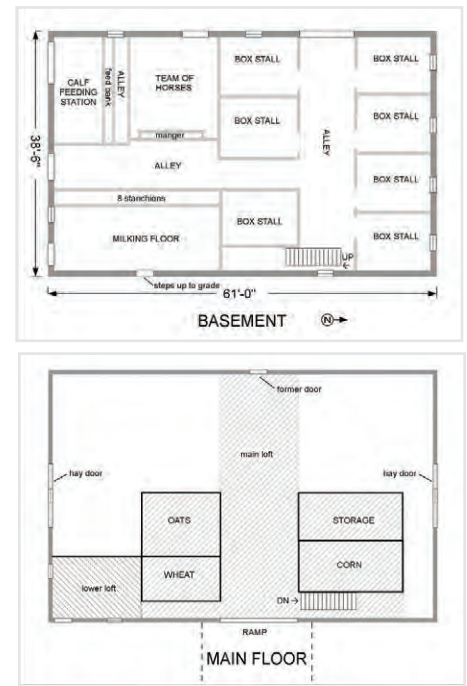 BOX STALL
BOX STALL
CALF
FEEDING
STATION
feed bunk
ALLEY
TEAM OF
HORSES
manger
BOX STALL
BOX STALL
ALLEY
38'-6"
ALLEY
BOX STALL
8 stanchions
BOX STALL
MILKING FLOOR
BOX STALL
UP
steps up to grade
61'-0"
BASEMENT
N
former door
main loft
hay door
hay door
OATS
STORAGE
WHEAT
CORN
lower loft
DN
RAMP
MAIN FLOOR